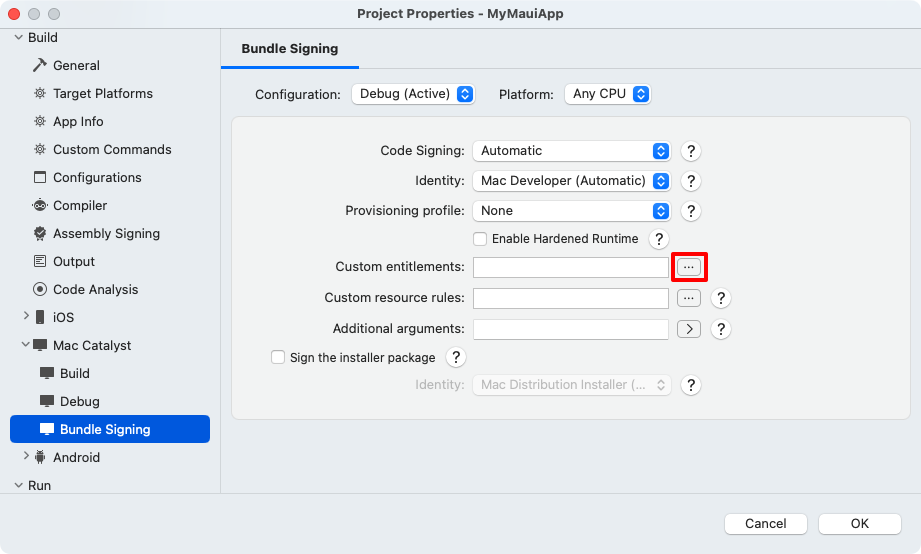 Project Properties - MyMauiApp
Build
General
Target Platforms
App Info
Custom Commands
Configurations
Compiler
Assembly Signing
Output
Code Analysis
iOS
Mac Catalyst
Build
Debug
Bundle Signing
Android
Run
Bundle Signing
Configuration: Debug (Active) Platform: Any CPU
Code Signing: Automatic ?
Identity: Mac Developer (Automatic) ?
Provisioning profile: None ?
Enable Hardened Runtime ?
Custom entitlements: ...
Custom resource rules: ... ?
Additional arguments: > ?
Sign the installer package ?
Identity: Mac Distribution Installer (... ?
Cancel OK